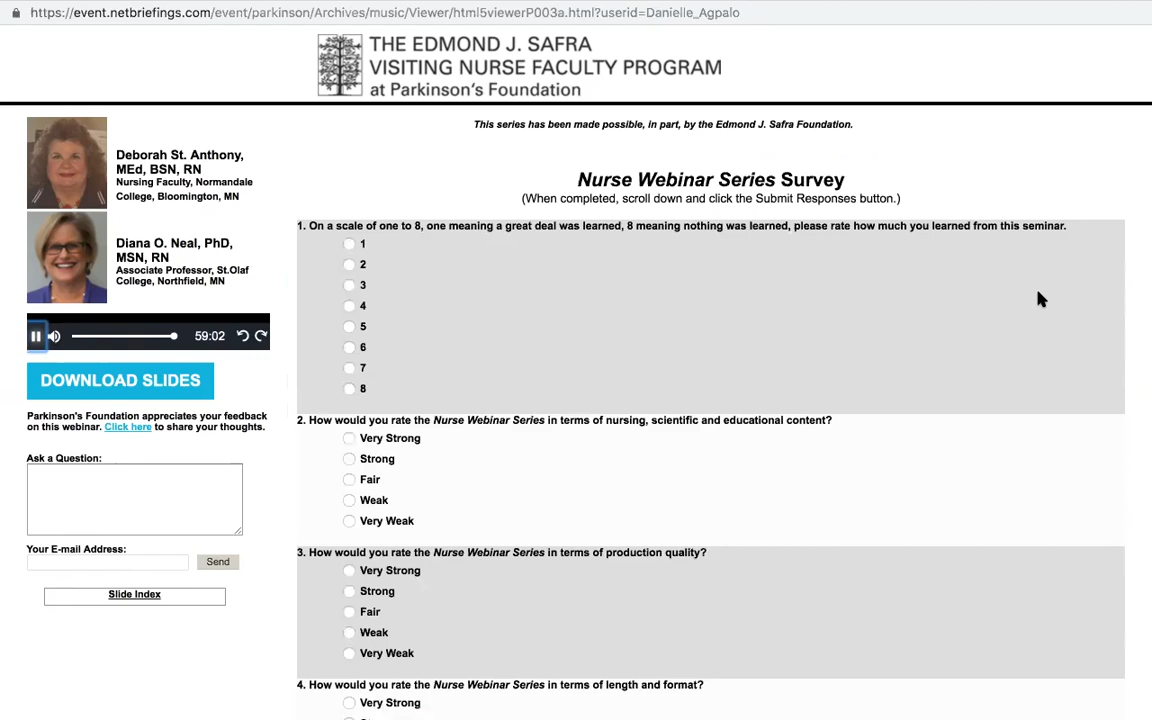 https://event.netbriefings.com/event/parkinson/Archives/music/Viewer/html5viewerP003a.html?userid=Danielle_Agpalo
THE EDMOND J. SAFRA
VISITING NURSE FACULTY PROGRAM
at Parkinson's Foundation
This series has been made possible, in part, by the Edmond J. Safra Foundation.
Deborah St. Anthony,
MEd, BSN, RN
Nursing Faculty, Normandale
College, Bloomington, MN
Diana O. Neal, PhD,
MSN, RN
Associate Professor, St.Olaf
College, Northfield, MN
59:02
DOWNLOAD SLIDES
Parkinson's Foundation appreciates your feedback
on this webinar. Click here to share your thoughts.
Ask a Question:
Your E-mail Address:
Send
Slide Index
Nurse Webinar Series Survey
(When completed, scroll down and click the Submit Responses button.)
1. On a scale of one to 8, one meaning a great deal was learned, 8 meaning nothing was learned, please rate how much you learned from this seminar.
1
2
3
4
5
6
7
8
2. How would you rate the Nurse Webinar Series in terms of nursing, scientific and educational content?
Very Strong
Strong
Fair
Weak
Very Weak
3. How would you rate the Nurse Webinar Series in terms of production quality?
Very Strong
Strong
Fair
Weak
Very Weak
4. How would you rate the Nurse Webinar Series in terms of length and format?
Very Strong